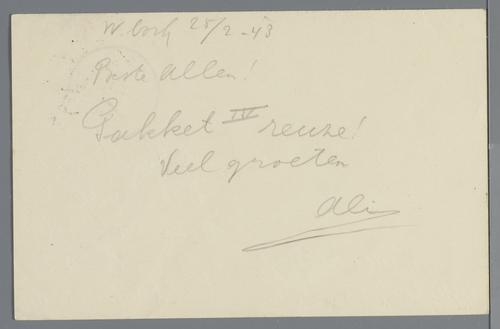 W.bork 25/2-43
Beste Allen!
Pakket IV reuze!
Veel groeten
Ali